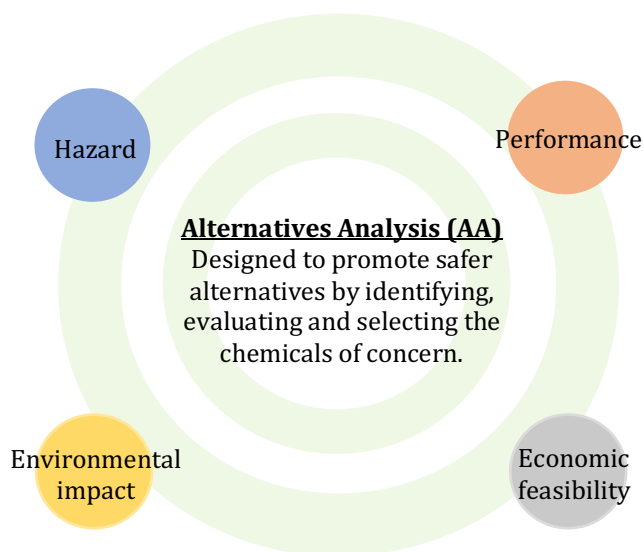 Hazard
Performance
Alternatives Analysis (AA)
Designed to promote safer
alternatives by identifying,
evaluating and selecting the
chemicals of concern.
Environmental
impact
Economic
feasibility